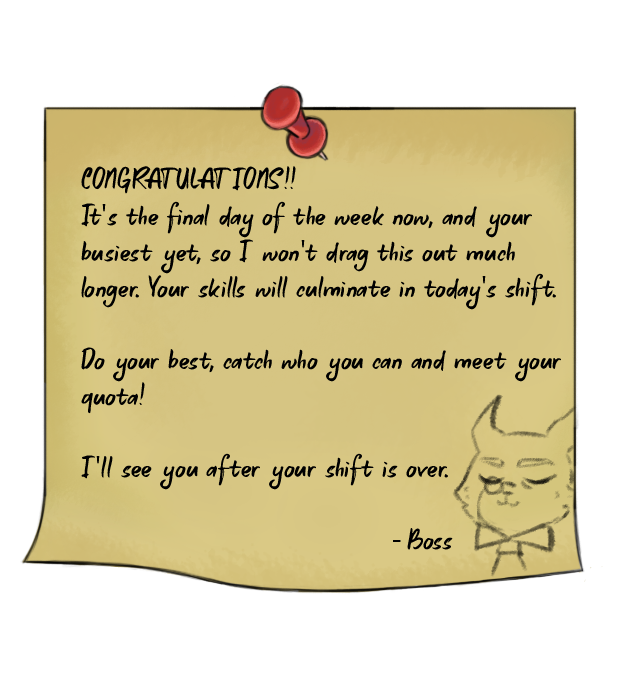 CONGRATULATIONS!!
It's the final day of the week now, and your
busiest yet, so I won't drag this out much
longer. Your skills will culminate in today's shift.
Do your best, catch who you can and meet your
quota!
I'll see you after your shift is over.
- Boss